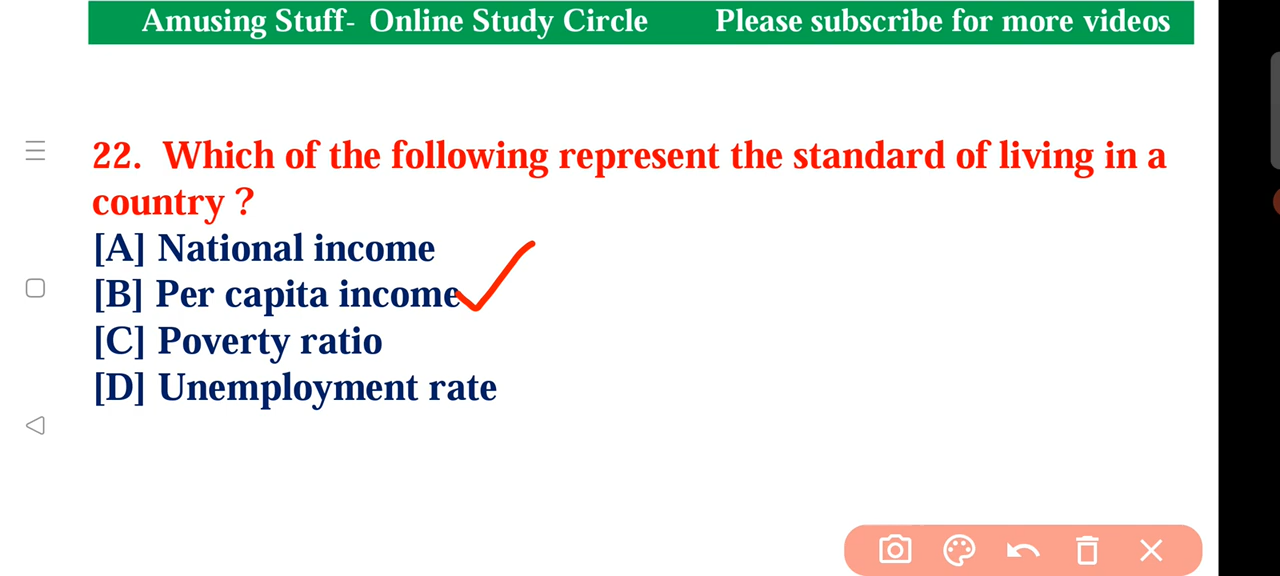 Amusing Stuff- Online Study Circle Please subscribe for more videos
22. Which of the following represent the standard of living in a
country ?
[A] National income
[B] Per capita income
[C] Poverty ratio
[D] Unemployment rate